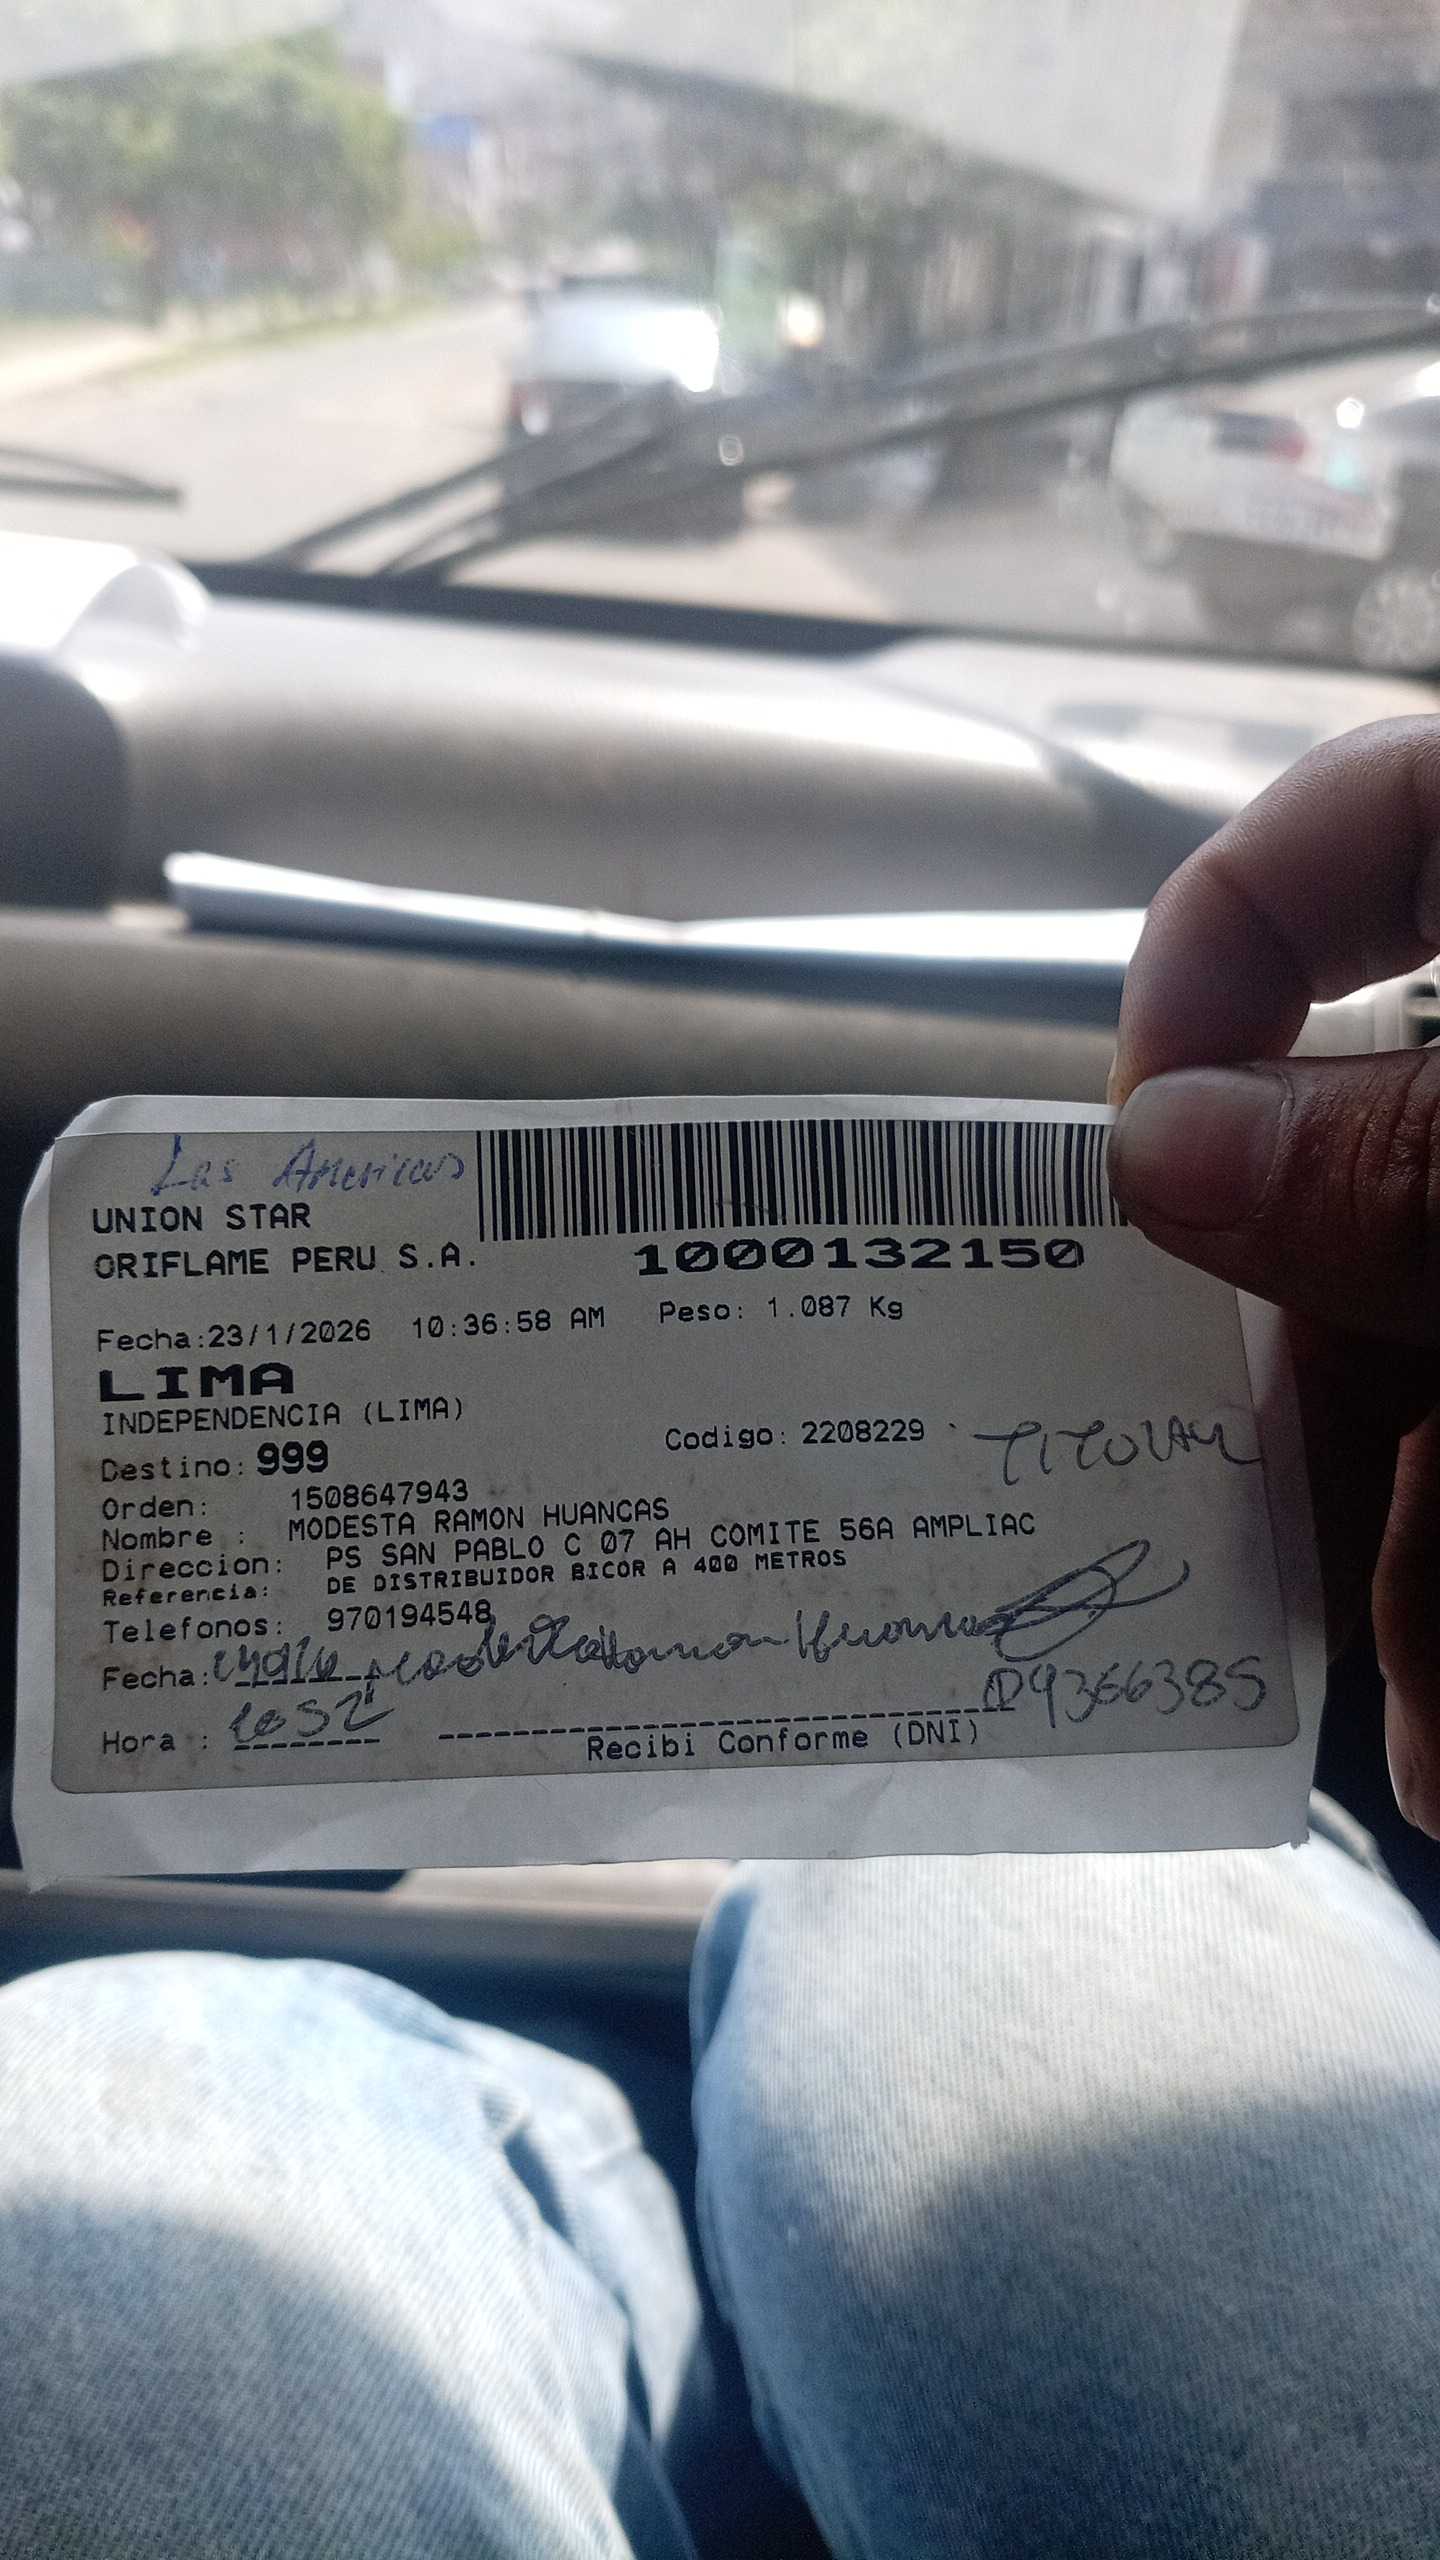 Las Americas
UNION STAR
ORIFLAME PERU S.A.
1000132150
Fecha:23/1/2026 10:36:58 AM Peso: 1.087 Kg
LIMA
INDEPENDENCIA (LIMA)
Destino: 999 Codigo: 2208229 TITULAR
Orden: 1508647943
Nombre : MODESTA RAMON HUANCAS
Direccion: PS SAN PABLO C 07 AH COMITE 56A AMPLIAC
Referencia: DE DISTRIBUIDOR BICOR A 400 METROS
Telefonos: 970194548
Fecha:
Hora :
Recibi Conforme (DNI)